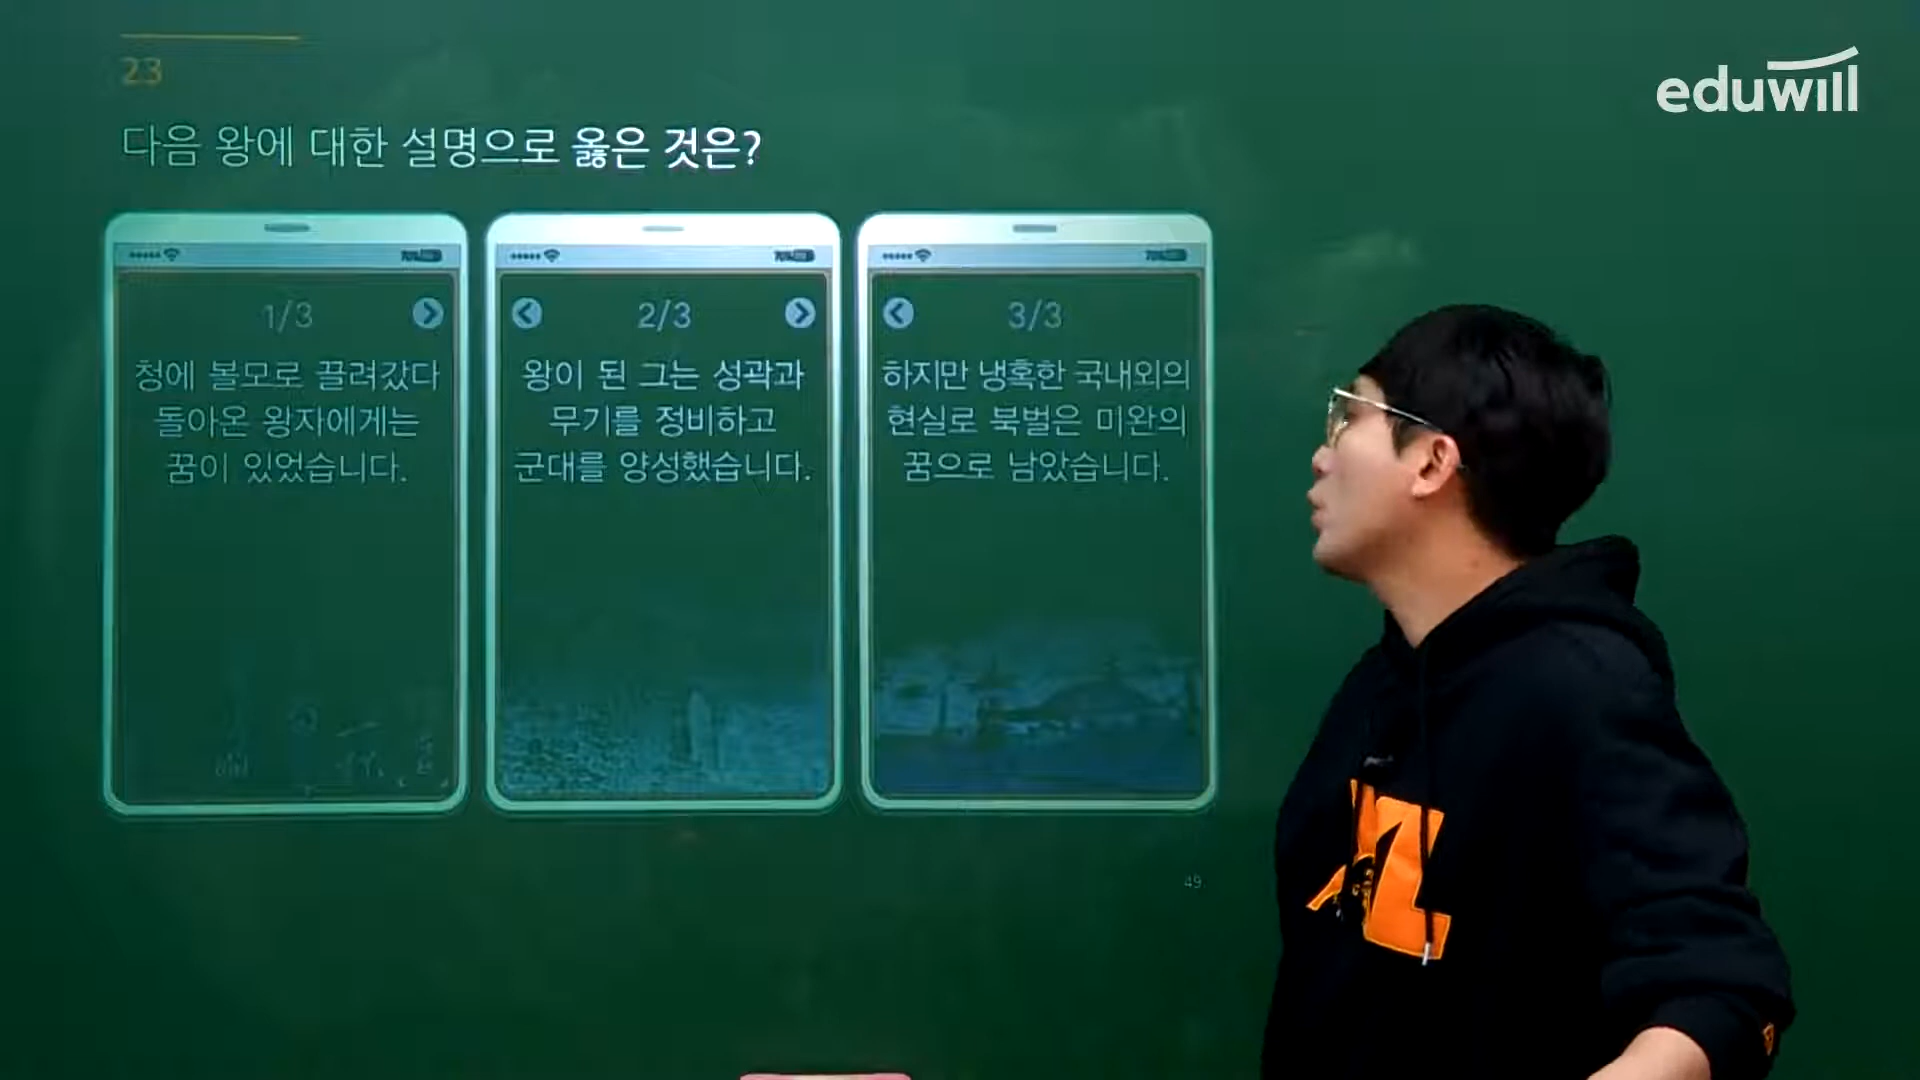 23
eduwill
다음 왕에 대한 설명으로 옳은 것은?
1/3
청에 볼모로 끌려갔다
돌아온 왕자에게는
꿈이 있었습니다.
2/3
왕이 된 그는 성곽과
무기를 정비하고
군대를 양성했습니다.
3/3
하지만 냉혹한 국내외의
현실로 북벌은 미완의
꿈으로 남았습니다.
49